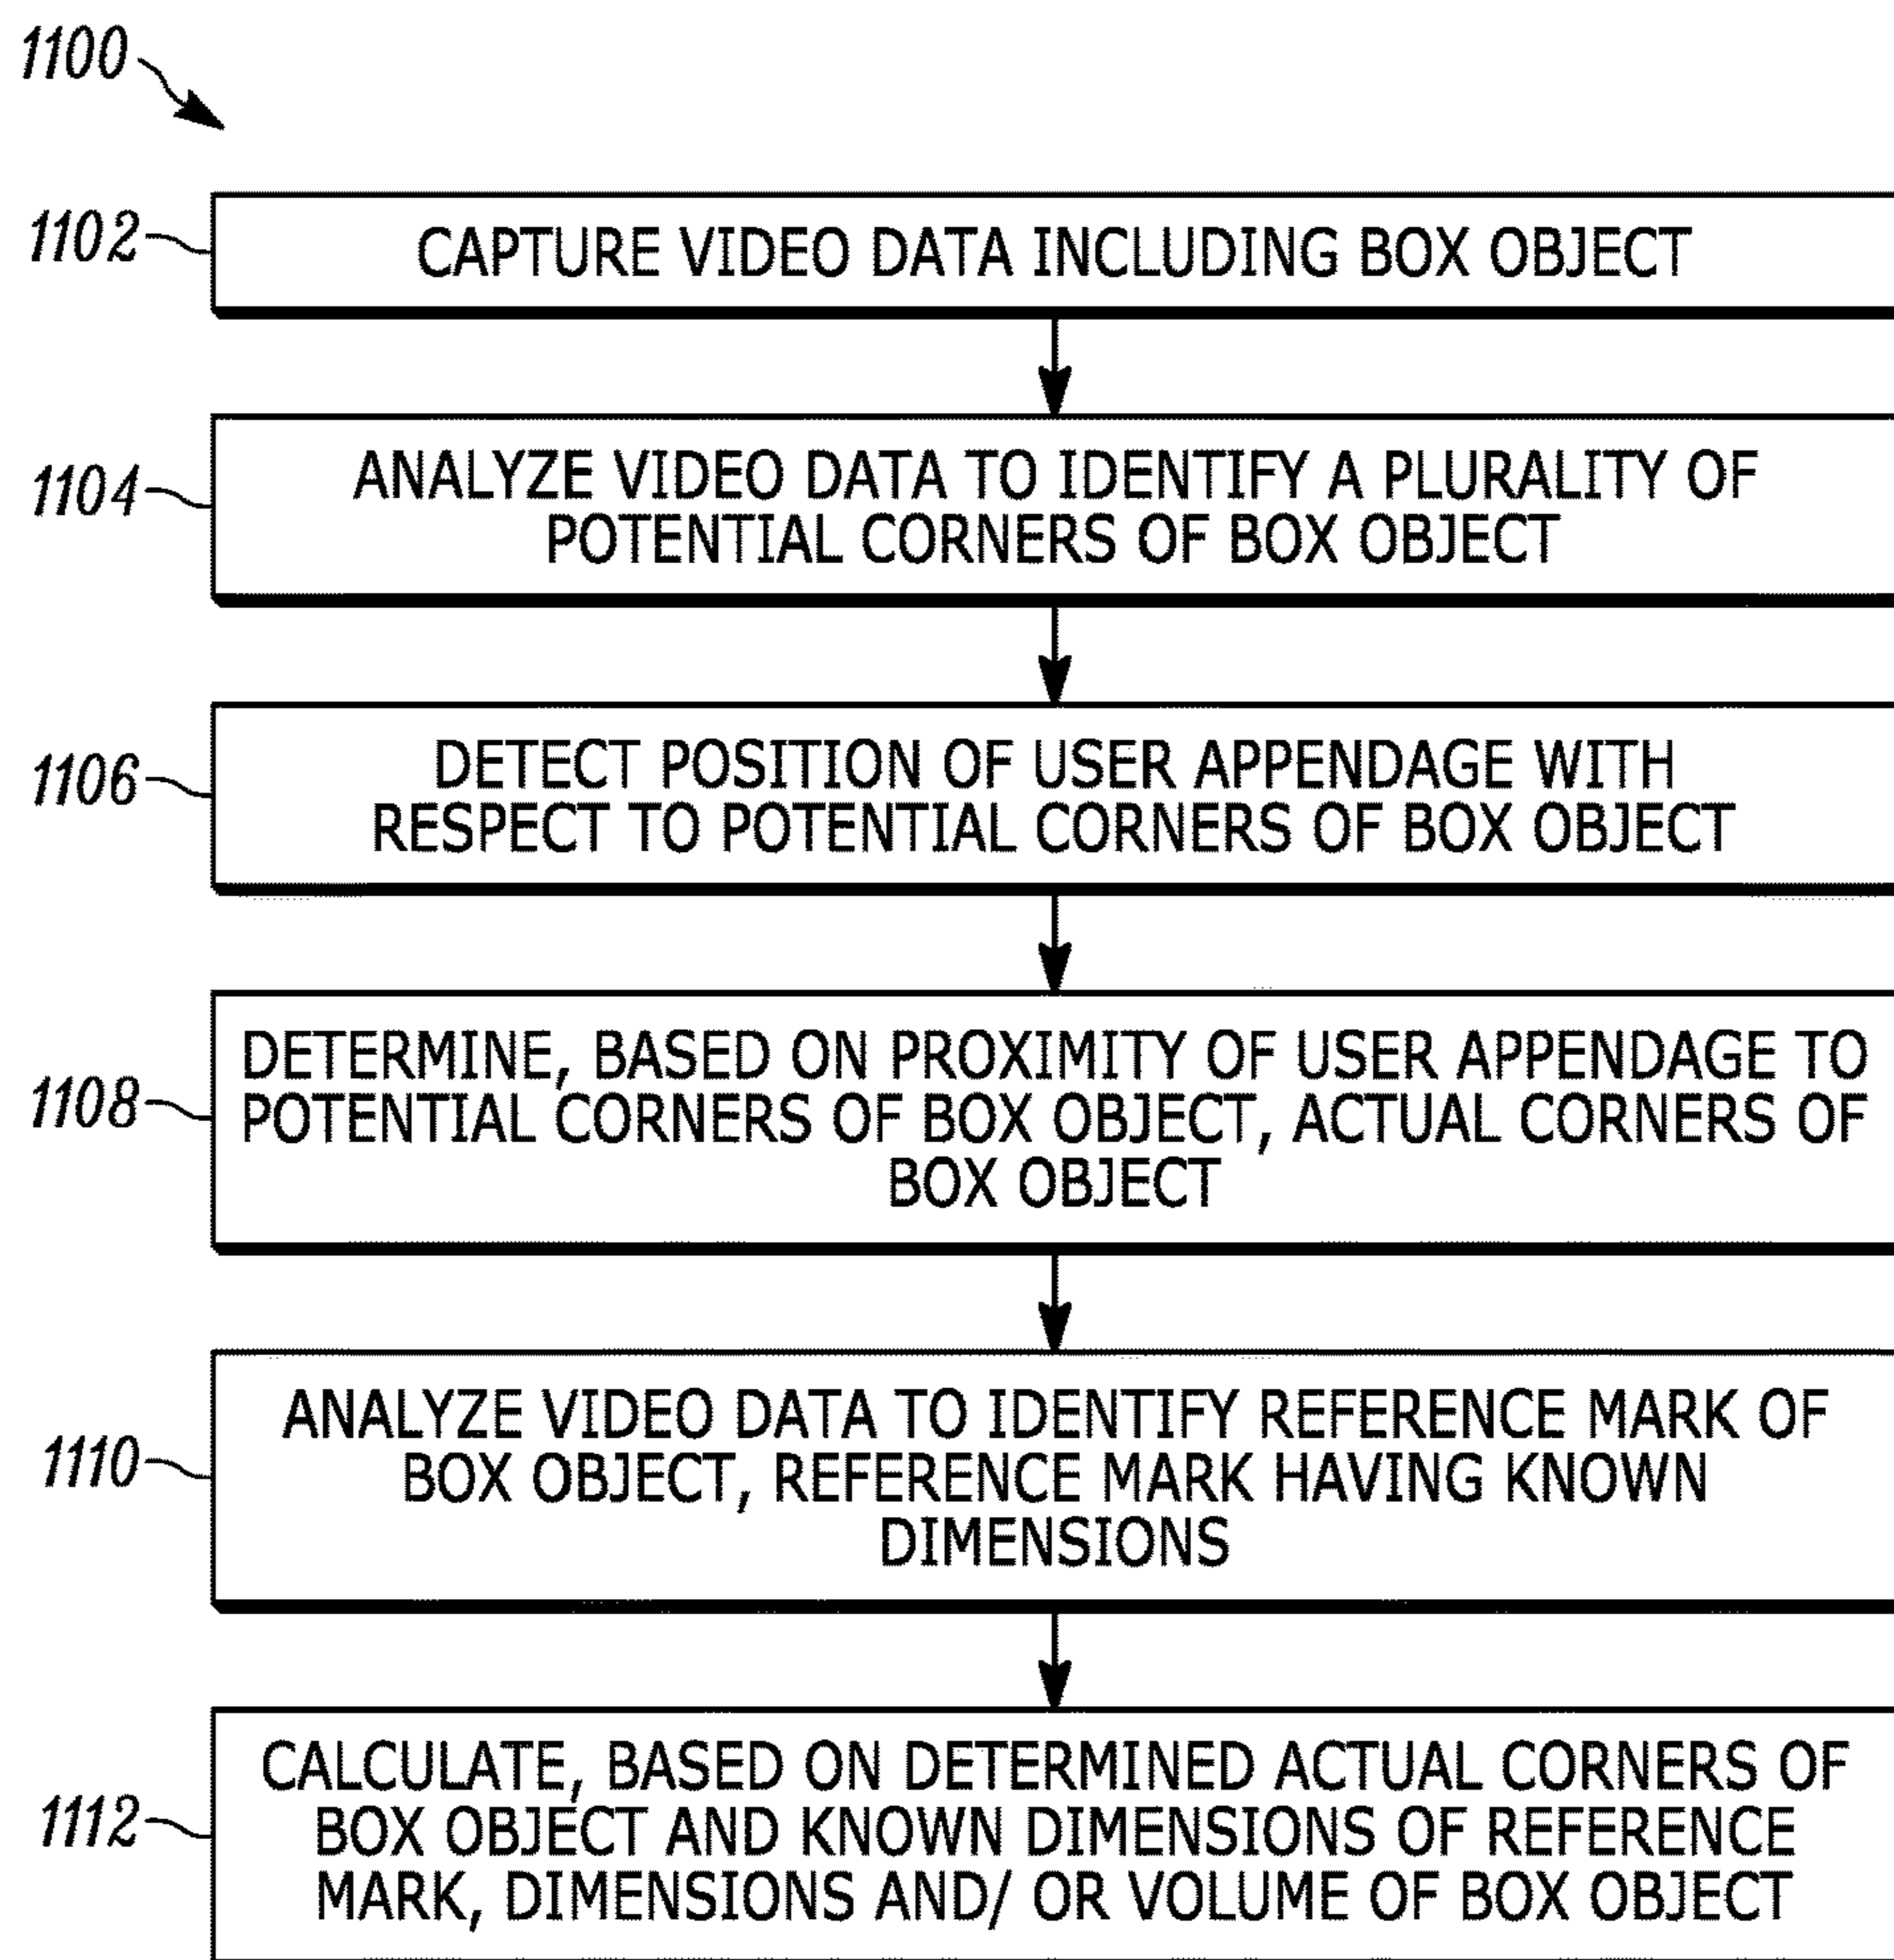 1100
1102
CAPTURE VIDEO DATA INCLUDING BOX OBJECT
1104
ANALYZE VIDEO DATA TO IDENTIFY A PLURALITY OF
POTENTIAL CORNERS OF BOX OBJECT
1106
DETECT POSITION OF USER APPENDAGE WITH
RESPECT TO POTENTIAL CORNERS OF BOX OBJECT
1108
DETERMINE, BASED ON PROXIMITY OF USER APPENDAGE TO
POTENTIAL CORNERS OF BOX OBJECT, ACTUAL CORNERS OF
BOX OBJECT
1110
ANALYZE VIDEO DATA TO IDENTIFY REFERENCE MARK OF
BOX OBJECT, REFERENCE MARK HAVING KNOWN
DIMENSIONS
1112
CALCULATE, BASED ON DETERMINED ACTUAL CORNERS OF
BOX OBJECT AND KNOWN DIMENSIONS OF REFERENCE
MARK, DIMENSIONS AND/ OR VOLUME OF BOX OBJECT